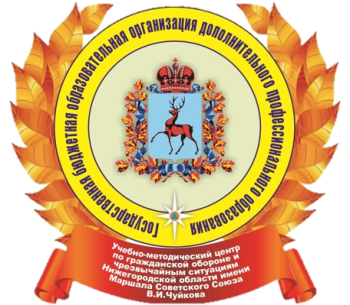 Государственная бюджетная образовательная организация дополнительного профессионального образования
Учебно-методический центр
по гражданской обороне и
чрезвычайным ситуациям
Нижегородской области имени
Маршала Советского Союза
В.И.Чуйкова